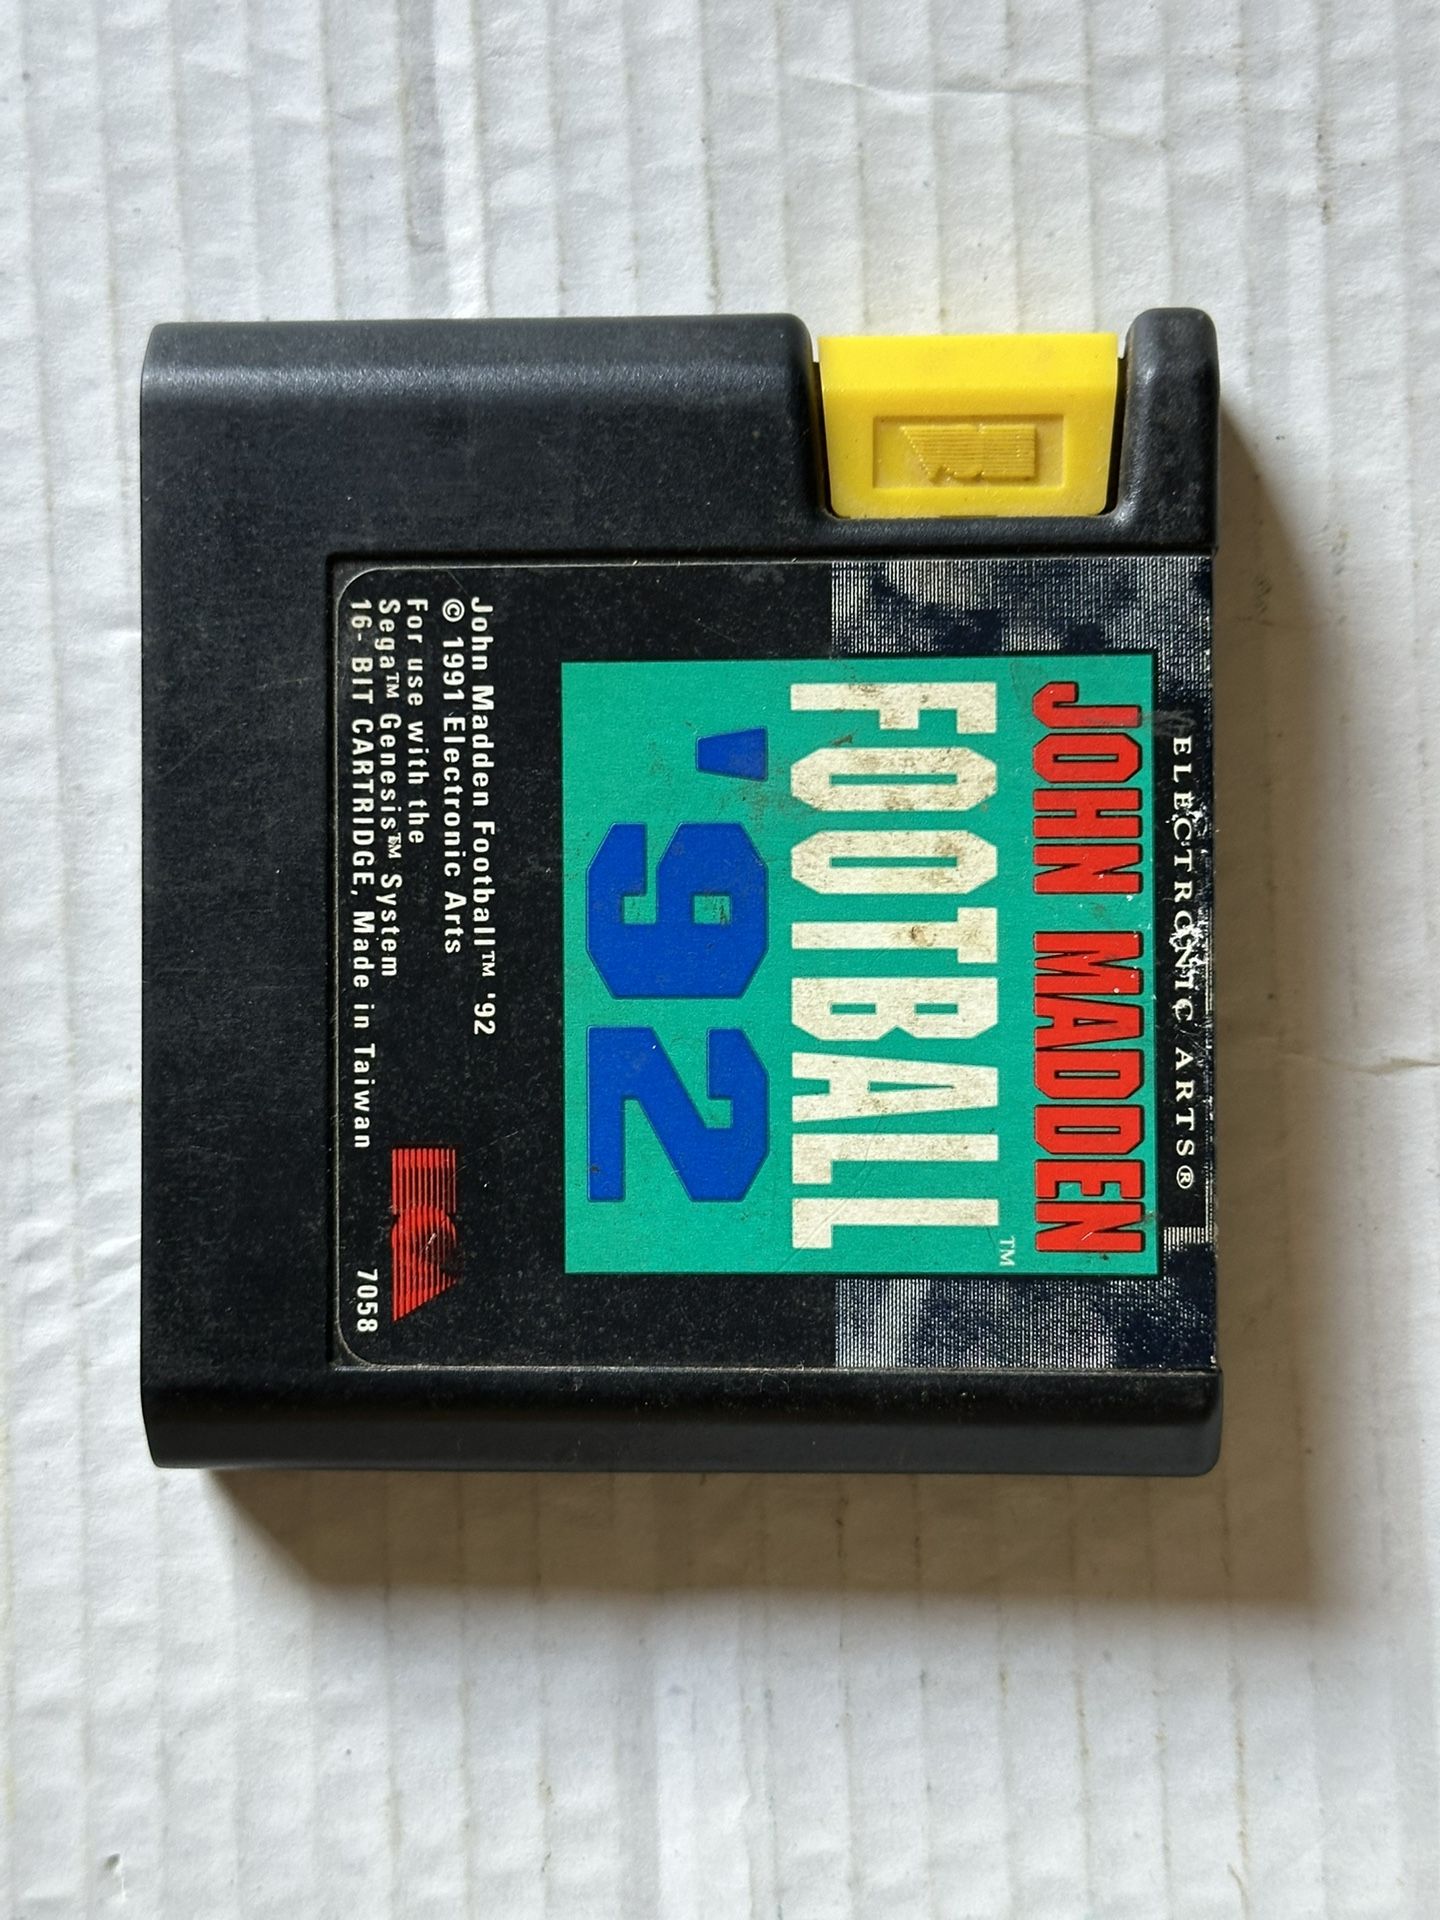 ELECTRONIC ARTS®
JOHN MADDEN
FOOTBALL™
'92
John Madden Football™ '92
© 1991 Electronic Arts
For use with the
Sega™ Genesis™ System
16- BIT CARTRIDGE, Made in Taiwan
7058